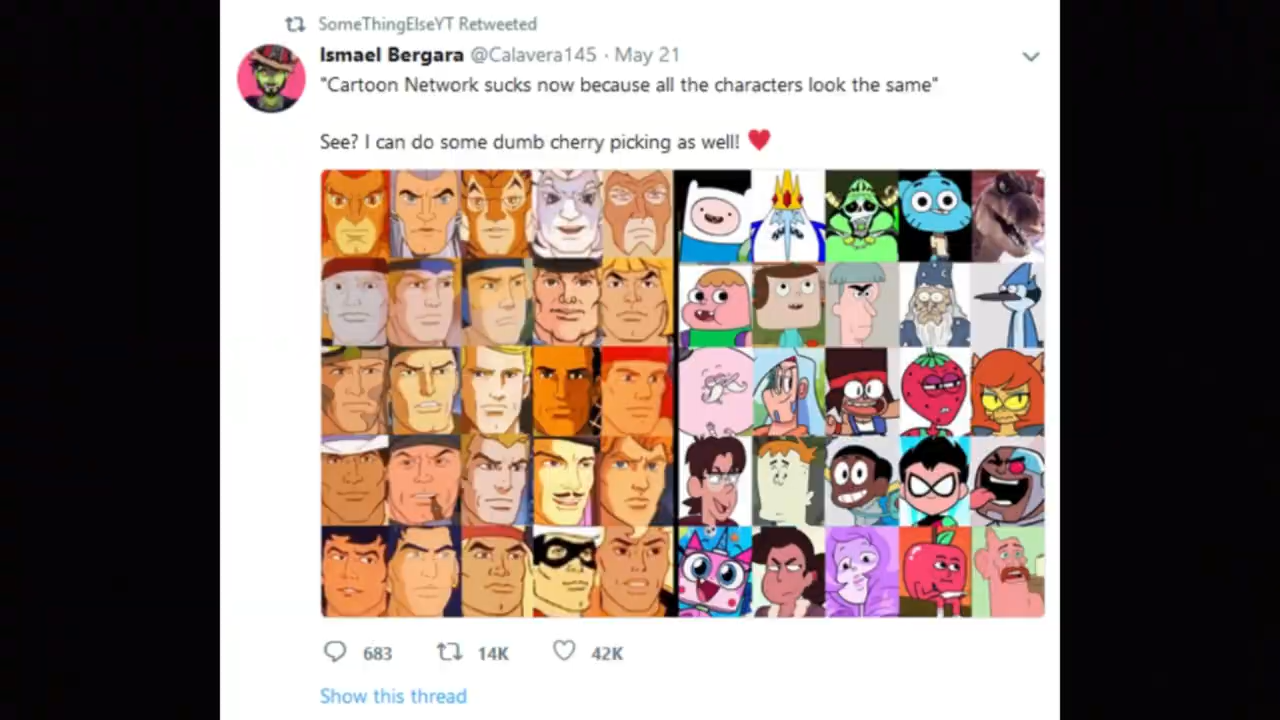 SomeThingElseYT Retweeted
Ismael Bergara @Calavera145 · May 21
"Cartoon Network sucks now because all the characters look the same"
See? I can do some dumb cherry picking as well! ♥
683 14K 42K
Show this thread